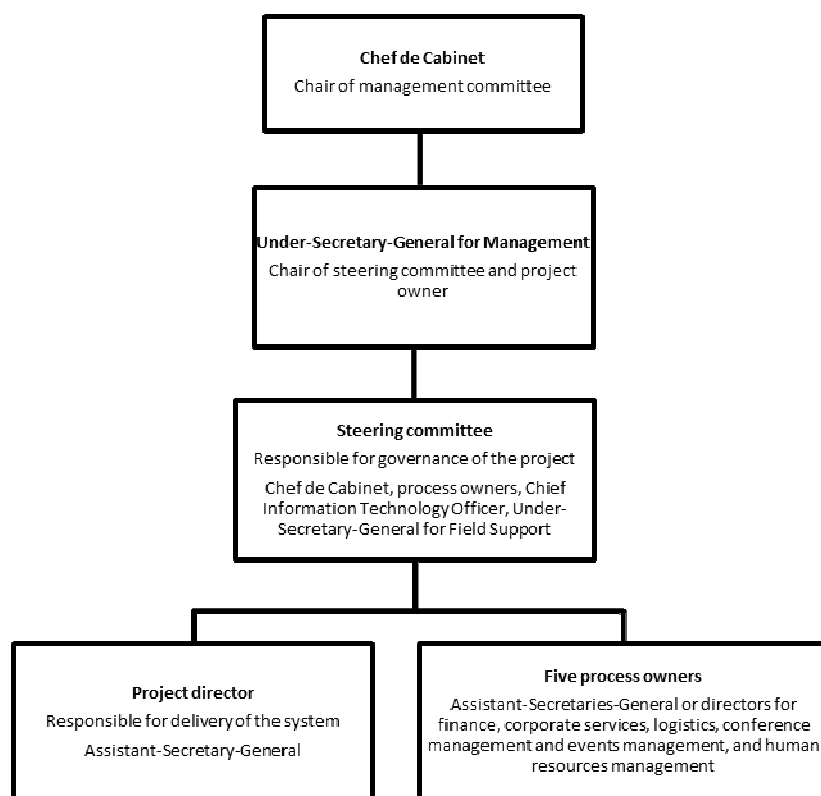 Chef de Cabinet
Chair of management committee
Under-Secretary-General for Management
Chair of steering committee and project
owner
Steering committee
Responsible for governance of the project
Chef de Cabinet, process owners, Chief
Information Technology Officer, Under-
Secretary-General for Field Support
Project director
Responsible for delivery of the system
Assistant-Secretary-General
Five process owners
Assistant-Secretaries-General or directors for
finance, corporate services, logistics, conference
management and events management, and human
resources management